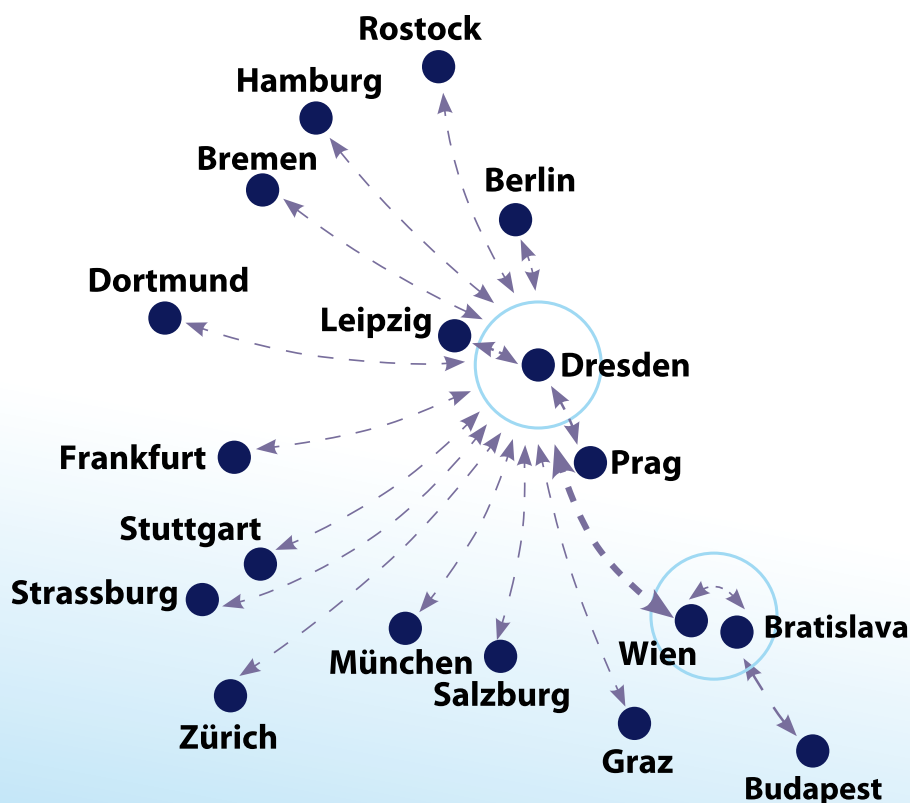 Rostock
Hamburg
Bremen
Berlin
Dortmund
Leipzig
Dresden
Frankfurt
Prag
Stuttgart
Strassburg
Bratislava
Wien
München
Salzburg
Zürich
Graz
Budapest